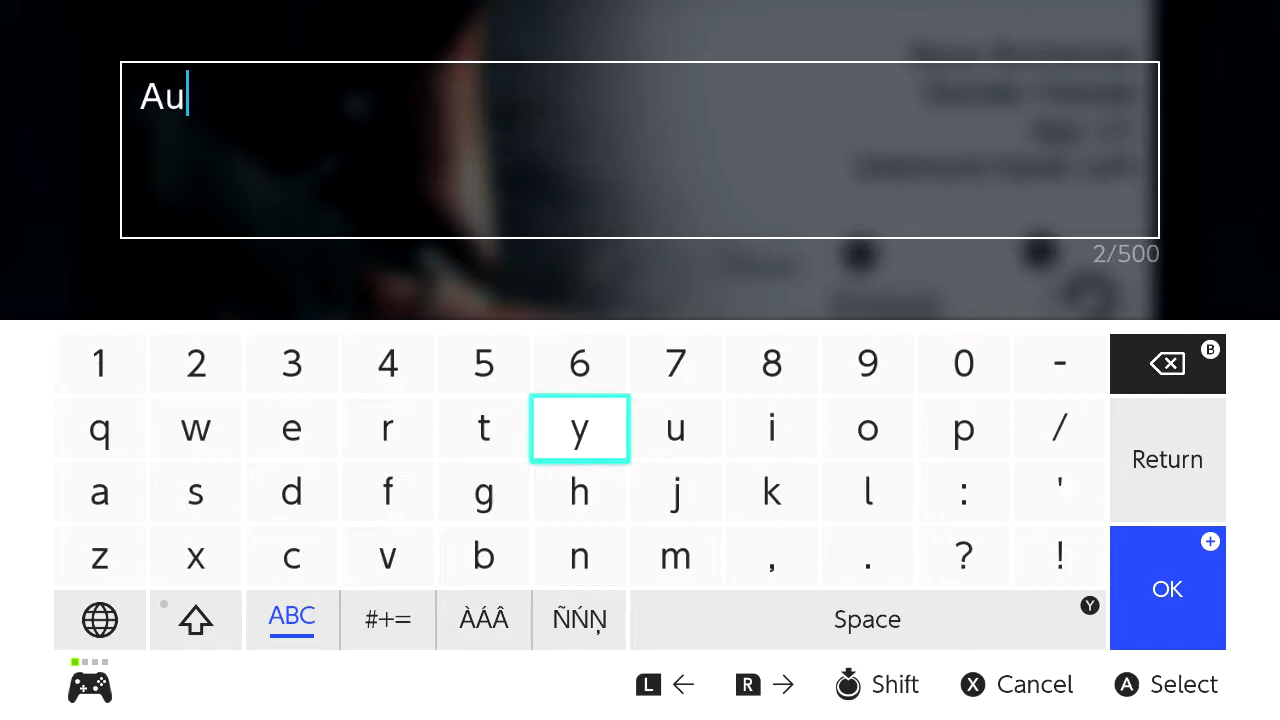 Au
2/500
1 2 3 4 5 6 7 8 9 0 - B
q w e r t y u i o p /
Return
a s d f g h j k l : '
z x c v b n m , . ? !
+
OK
ABC #+= ÀÁÂ ÑŃŅ Space Y
L ← R → Shift X Cancel A Select